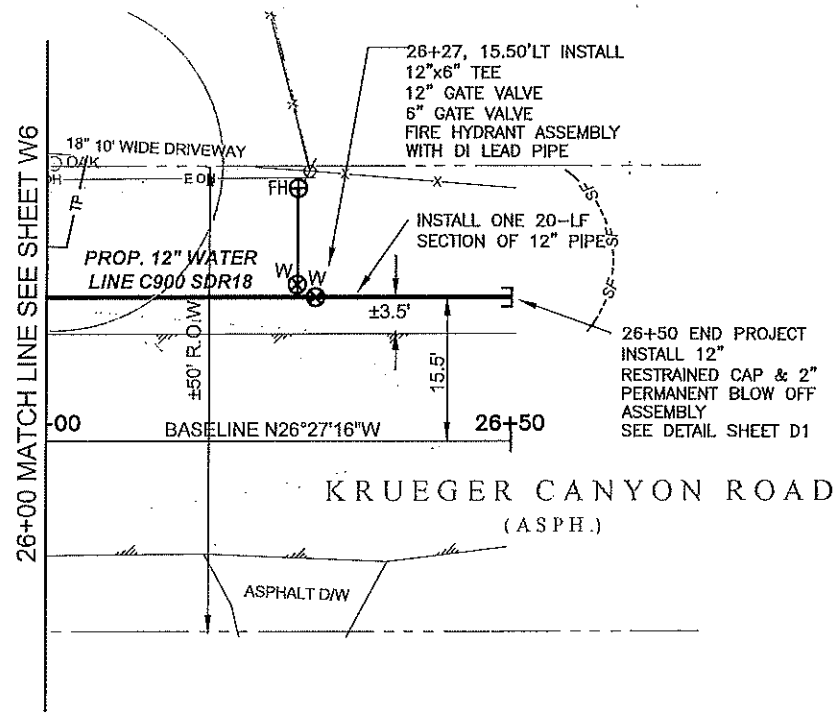 26+27, 15.50'LT INSTALL
12"x6" TEE
12" GATE VALVE
6" GATE VALVE
FIRE HYDRANT ASSEMBLY
WITH DI LEAD PIPE
26+00 MATCH LINE SEE SHEET W6
18" 10' WIDE DRIVEWAY
OAK
OH
E
TP
FH
INSTALL ONE 20-LF
SECTION OF 12" PIPE
SF
SF
SF
PROP. 12" WATER
LINE C900 SDR18
W
W
±3.5'
±50' R.O.W
15.5'
26+50 END PROJECT
INSTALL 12"
RESTRAINED CAP & 2"
PERMANENT BLOW OFF
ASSEMBLY
SEE DETAIL SHEET D1
-00
BASELINE N26°27'16"W
26+50
KRUEGER CANYON ROAD
(ASPH.)
ASPHALT D/W